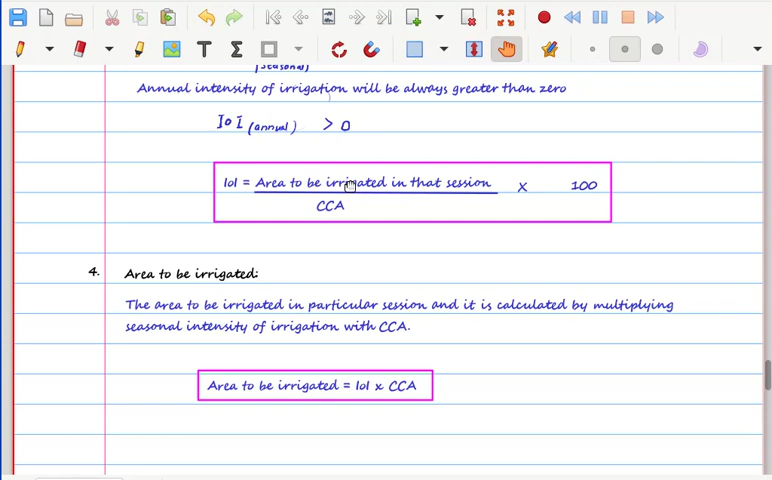 (seasonal)
Annual intensity of irrigation will be always greater than zero
IoI (annual) > 0
IoI = Area to be irrigated in that session x 100
CCA
4. Area to be irrigated:
The area to be irrigated in particular session and it is calculated by multiplying
seasonal intensity of irrigation with CCA.
Area to be irrigated = IoI x CCA